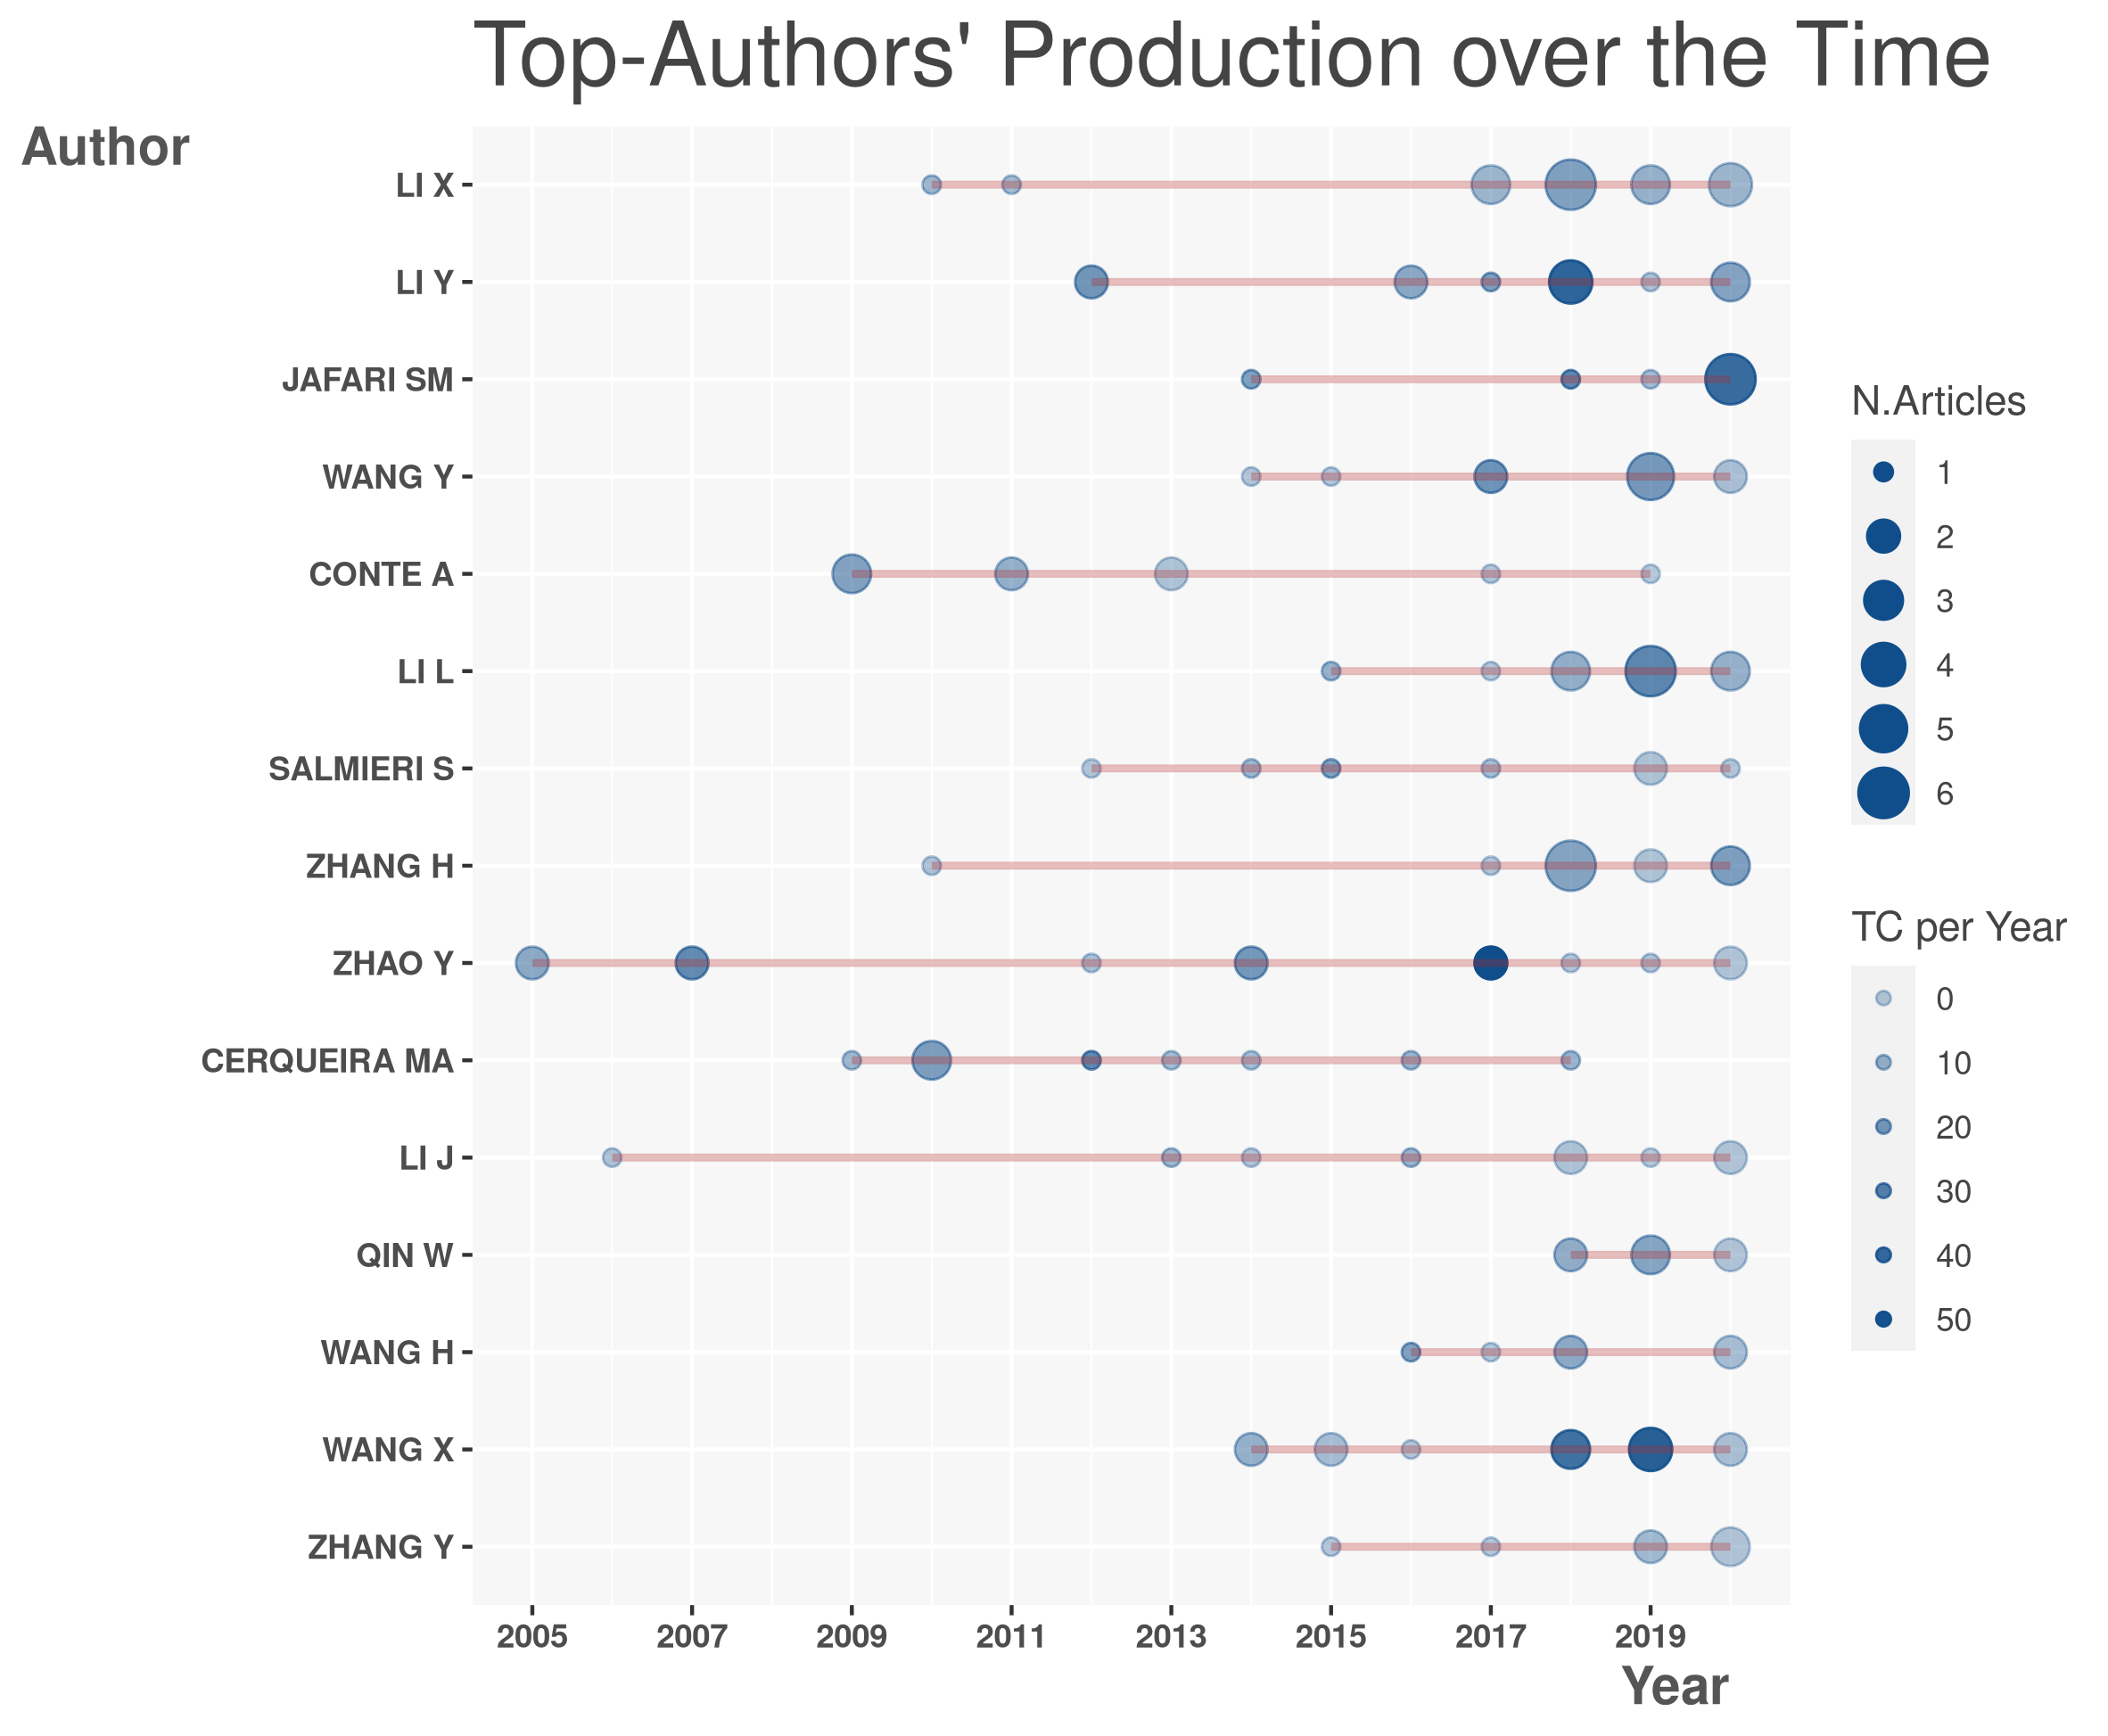 Top-Authors' Production over the Time
Author
LI X
LI Y
JAFARI SM
WANG Y
CONTE A
LI L
SALMIERI S
ZHANG H
ZHAO Y
CERQUEIRA MA
LI J
QIN W
WANG H
WANG X
ZHANG Y
2005 2007 2009 2011 2013 2015 2017 2019
Year
N.Articles
1
2
3
4
5
6
TC per Year
0
10
20
30
40
50